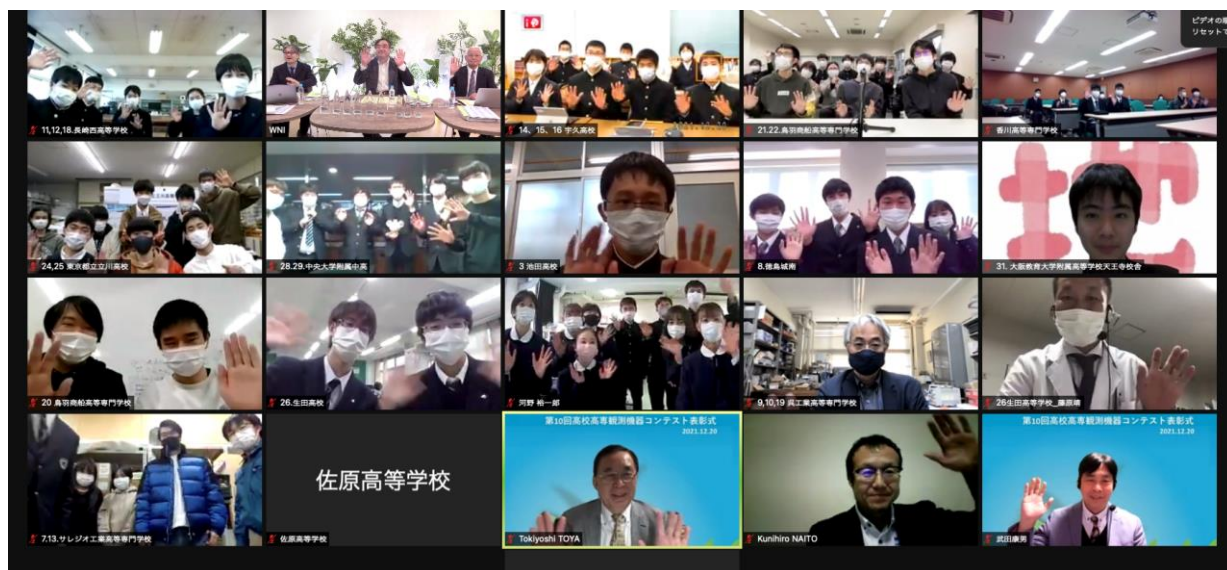 ビデオの
リセットで
11,12,18.長崎西高等学校
WNI
14、15、16 宇久高校
21.22.鳥羽商船高等専門学校
香川高等専門学校
24,25 東京都立立川高校
28.29.中央大学附属中高
3 池田高校
8.徳島城南
31. 大阪教育大学附属高等学校天王寺校舎
20 鳥羽商船高等専門学校
26.生田高校
河野 裕一郎
9,10,19 呉工業高等専門学校
26生田高等学校_藤原靖
7.13.サレジオ工業高等専門学校
佐原高等学校
佐原高等学校
第10回高校高専観測機器コンテスト表彰式
2021.12.20
Tokiyoshi TOYA
Kunihiro NAITO
第10回高校高専観測機器コンテスト表彰式
2021.12.20
武田康男